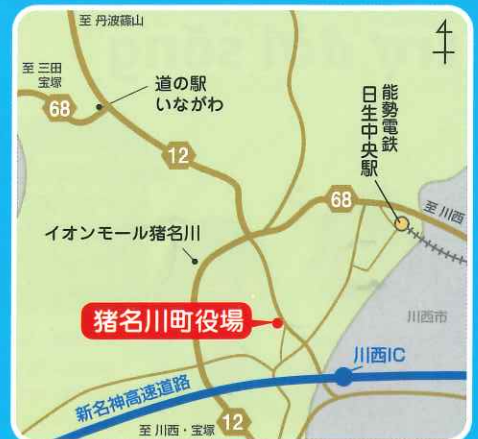 至 丹波篠山
至 三田
宝塚
68
道の駅
いながわ
12
能勢電鉄
日生中央駅
68
至 川西
イオンモール猪名川
猪名川町役場
川西市
川西IC
新名神高速道路
12
至 川西・宝塚